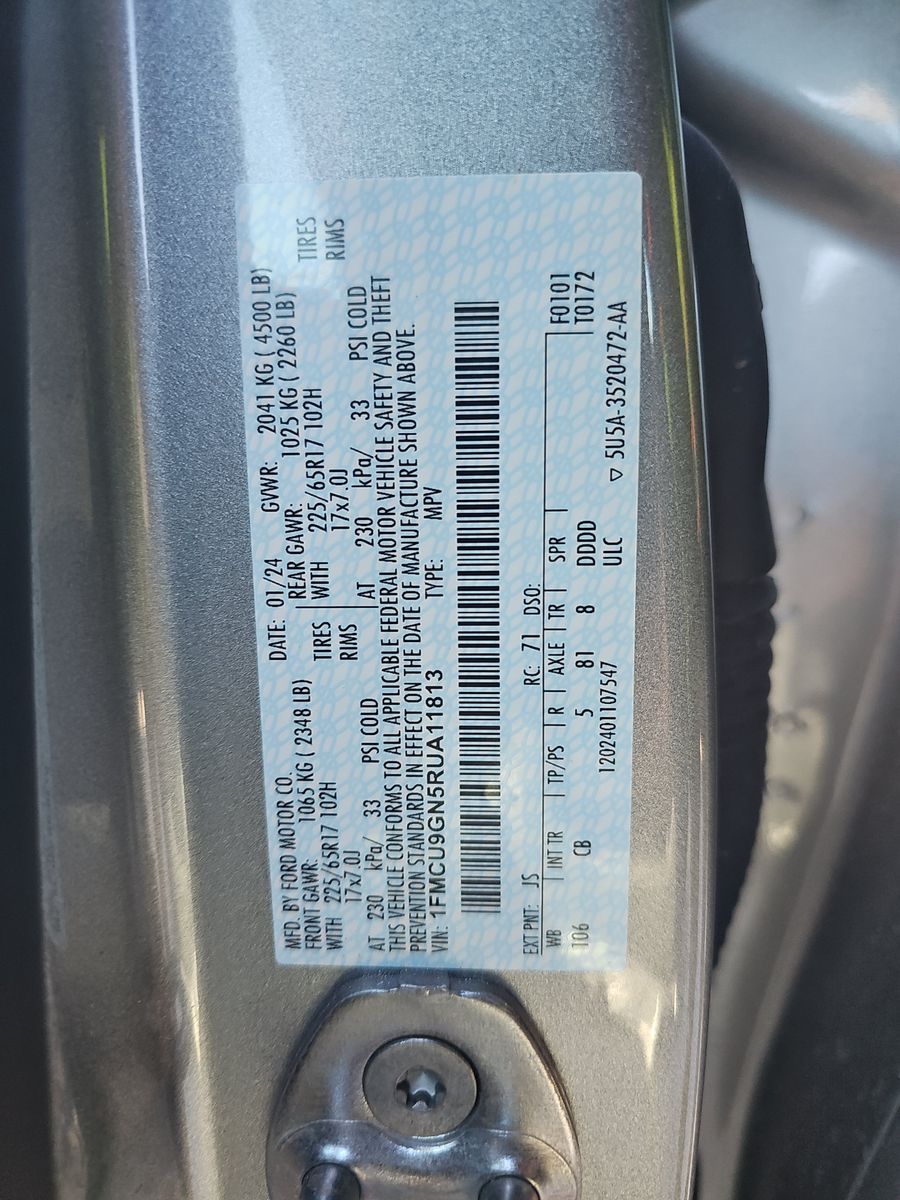 MFD. BY FORD MOTOR CO. DATE: 01/24 GVWR: 2041 KG ( 4500 LB)
FRONT GAWR: 1065 KG ( 2348 LB) REAR GAWR: 1025 KG ( 2260 LB)
WITH 225/65R17 102H TIRES WITH 225/65R17 102H TIRES
17x7.0J RIMS 17x7.0J RIMS
AT 230 kPa/ 33 PSI COLD AT 230 kPa/ 33 PSI COLD
THIS VEHICLE CONFORMS TO ALL APPLICABLE FEDERAL MOTOR VEHICLE SAFETY AND THEFT
PREVENTION STANDARDS IN EFFECT ON THE DATE OF MANUFACTURE SHOWN ABOVE.
VIN: 1FMCU9GN5RUA11813 TYPE: MPV
EXT PNT: JS RC: 71 DSO: F0101
WB INT TR TP/PS R AXLE TR SPR T0172
106 CB 5 81 8 DDDD
120240110754​7 ULC ▽ 5U5A-3520472-AA